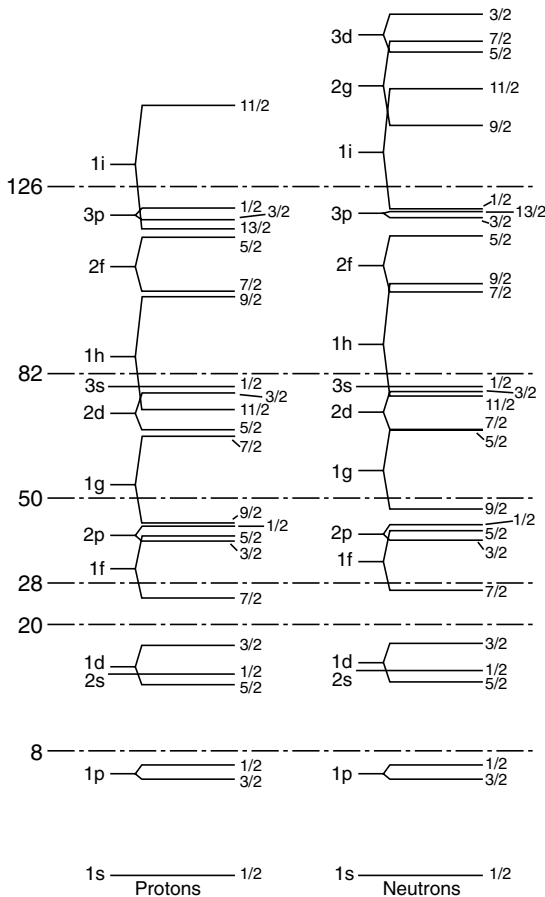 3d 3/2
7/2
5/2
2g
11/2 11/2
9/2
1i 1i
126
1/2 1/2
3p 3/2 3p 13/2
13/2 3/2
5/2 5/2
2f 2f
7/2 9/2
9/2 7/2
1h 1h
82
3s 1/2 3s 1/2
3/2 3/2
2d 11/2 2d 11/2
5/2 7/2
7/2 5/2
1g 1g
50
9/2 9/2
1/2 1/2
2p 5/2 2p 5/2
3/2 3/2
1f 1f
28
7/2 7/2
20
3/2 3/2
1d 1d
2s 1/2 2s 1/2
5/2 5/2
8
1/2 1/2
1p 3/2 1p 3/2
1s 1/2 1s 1/2
Protons Neutrons